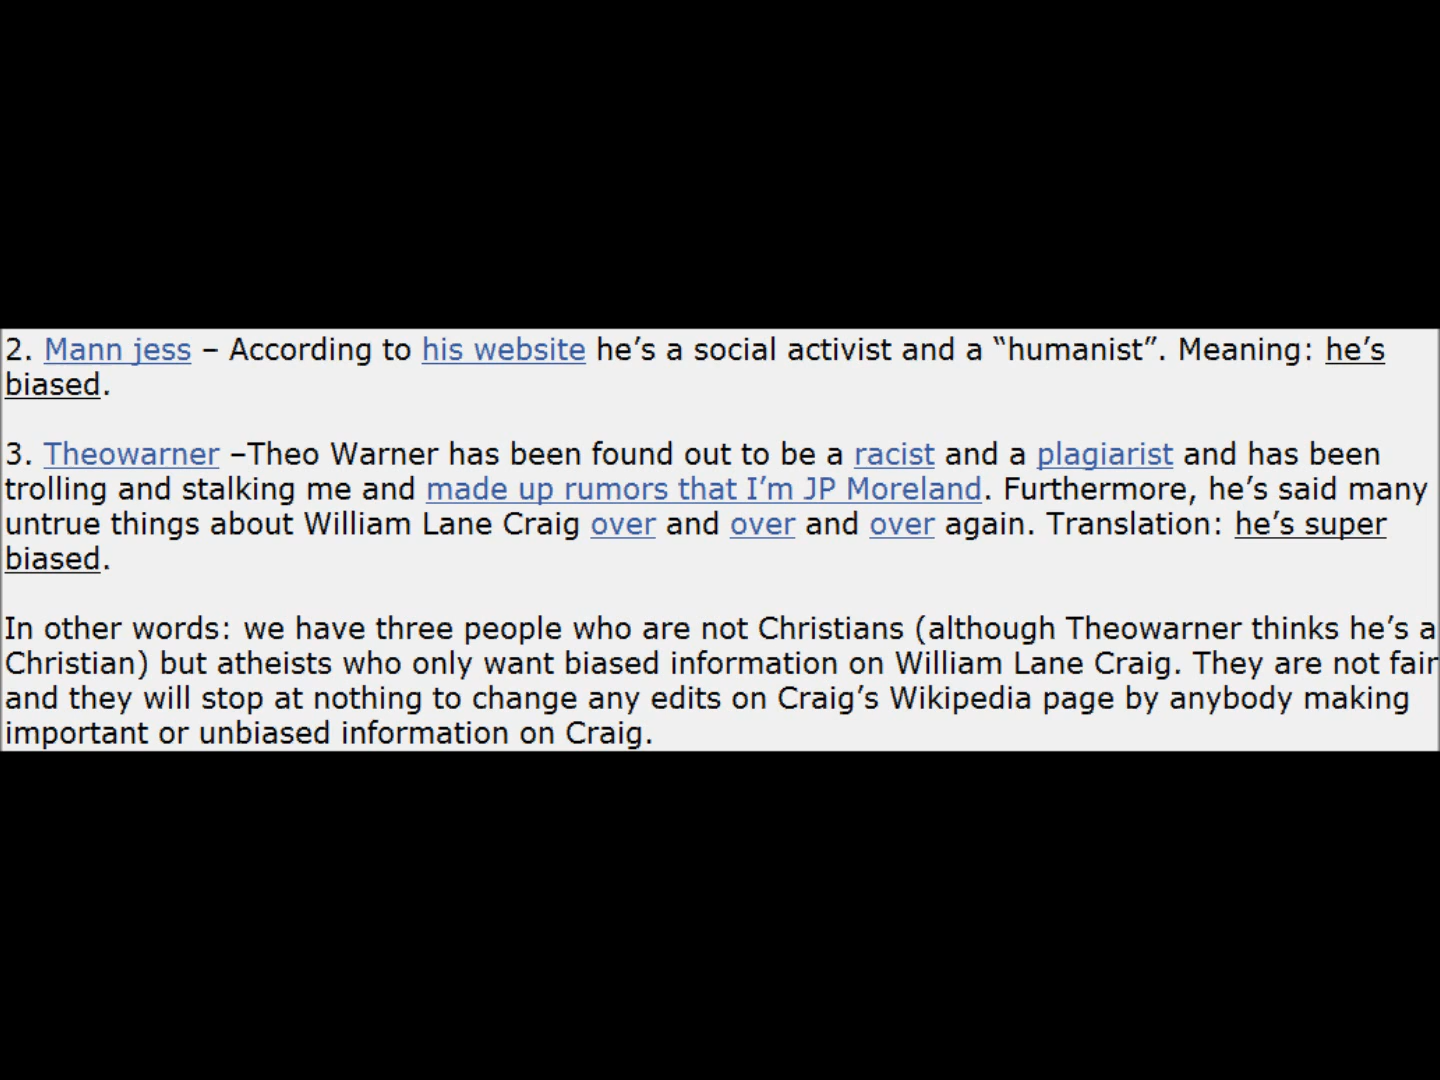 2. Mann jess – According to his website he’s a social activist and a “humanist”. Meaning: he’s
biased.
3. Theowarner –Theo Warner has been found out to be a racist and a plagiarist and has been
trolling and stalking me and made up rumors that I’m JP Moreland. Furthermore, he’s said many
untrue things about William Lane Craig over and over and over again. Translation: he’s super
biased.
In other words: we have three people who are not Christians (although Theowarner thinks he’s a
Christian) but atheists who only want biased information on William Lane Craig. They are not fair
and they will stop at nothing to change any edits on Craig’s Wikipedia page by anybody making
important or unbiased information on Craig.